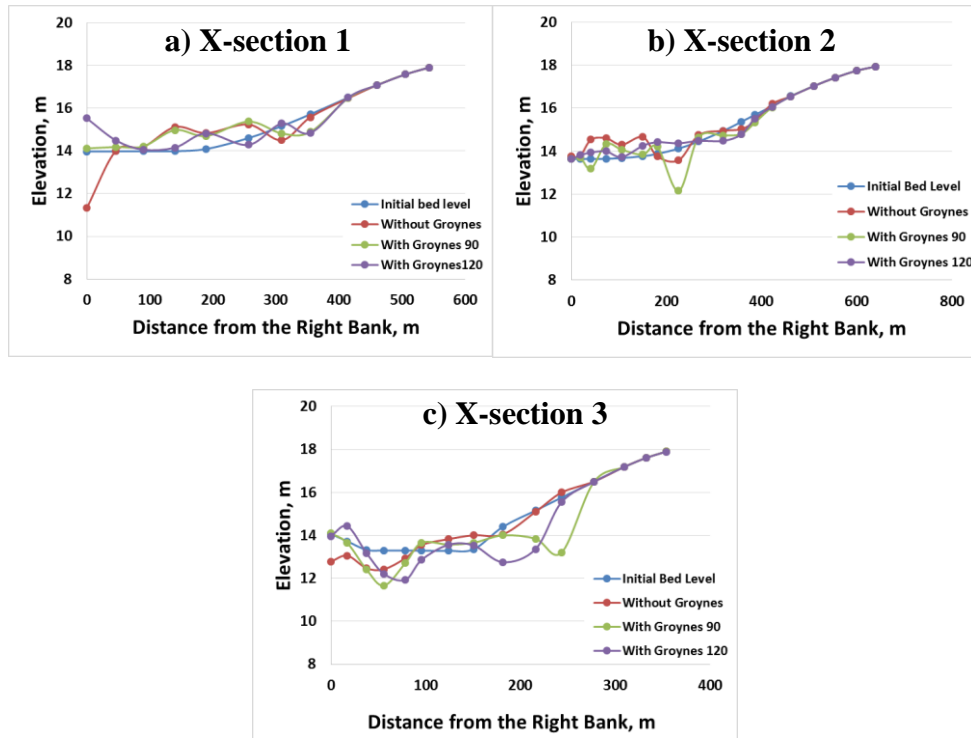 a) X-section 1
20
18
16
14
12
10
8
Elevation, m
Initial Bed Level
Without Groynes
With Groynes 90
With Groynes120
0 100 200 300 400 500 600
Distance from the Right Bank, m
b) X-section 2
20
18
16
14
12
10
8
Elevation, m
Initial Bed Level
Without Groynes
With Groynes 90
With Groynes 120
0 200 400 600 800
Distance from the Right Bank, m
c) X-section 3
20
18
16
14
12
10
8
Elevation, m
Initial Bed Level
Without Groynes
With Groynes 90
With Groynes 120
0 100 200 300 400
Distance from the Right Bank, m